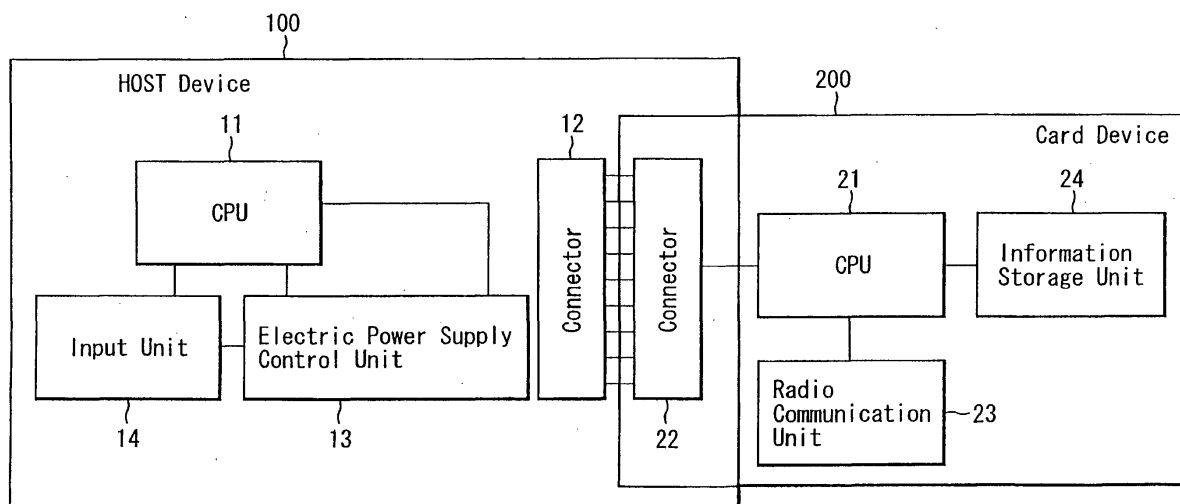 100
HOST Device
200
Card Device
11
CPU
12
Connector
Connector
21
CPU
24
Information
Storage Unit
Input Unit
Electric Power Supply
Control Unit
Radio
Communication
Unit
14
13
22
23